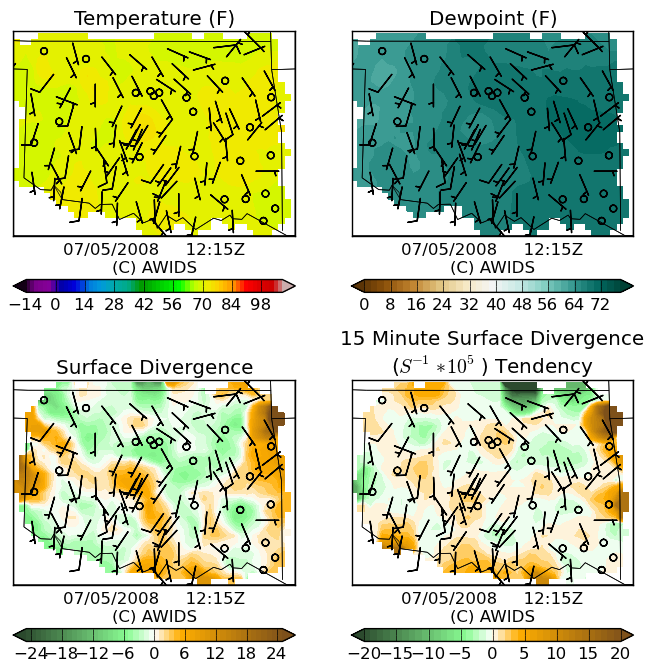 Temperature (F)
Dewpoint (F)
07/05/2008 12:15Z
(C) AWIDS
07/05/2008 12:15Z
(C) AWIDS
−14 0 14 28 42 56 70 84 98
0 8 16 24 32 40 48 56 64 72
Surface Divergence
15 Minute Surface Divergence
(S⁻¹ ∗10⁵ ) Tendency
07/05/2008 12:15Z
(C) AWIDS
07/05/2008 12:15Z
(C) AWIDS
−24 −18 −12 −6 0 6 12 18 24
−20 −15 −10 −5 0 5 10 15 20